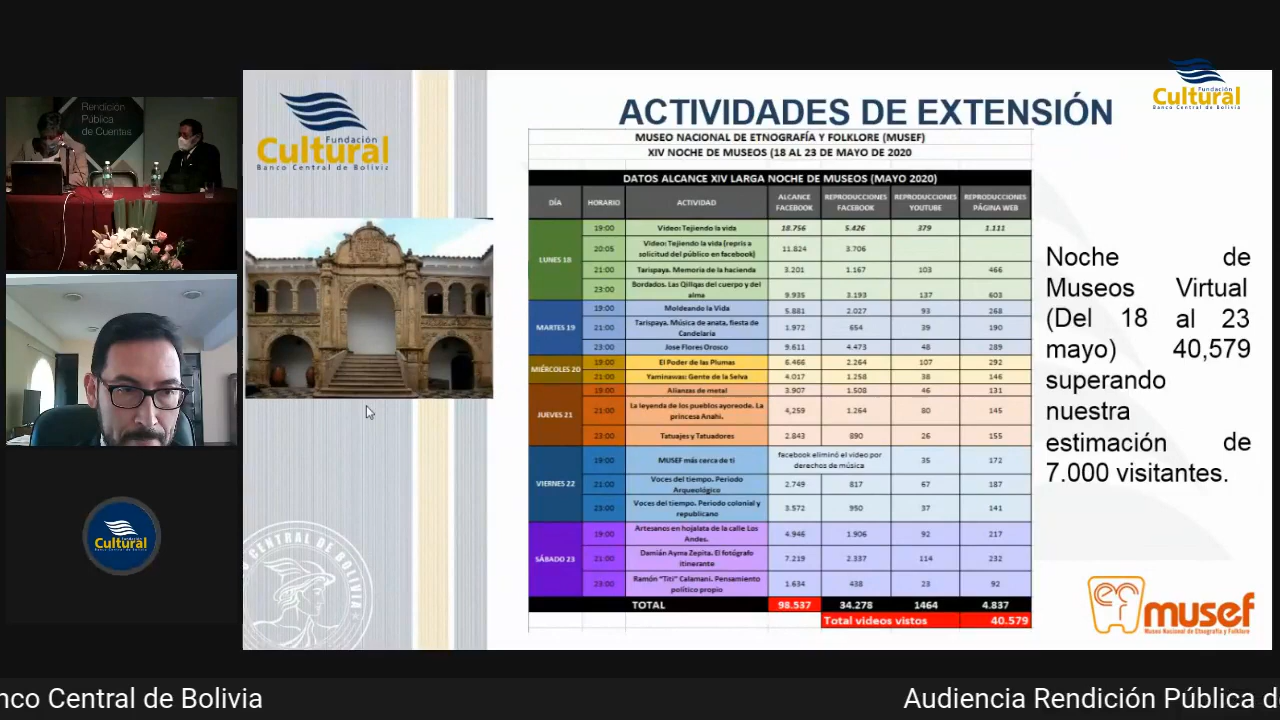 Rendición
Pública
de Cuentas
Fundación
Cultural
Banco Central de Bolivia
Fundación
Cultural
Banco Central de Bolivia
Fundación
Cultural
Banco Central de Bolivia
ACTIVIDADES DE EXTENSIÓN
MUSEO NACIONAL DE ETNOGRAFÍA Y FOLKLORE (MUSEF)
XIV NOCHE DE MUSEOS (18 AL 23 DE MAYO DE 2020
DATOS ALCANCE XIV LARGA NOCHE DE MUSEOS (MAYO 2020)
DÍA HORARIO ACTIVIDAD ALCANCE FACEBOOK REPRODUCCIONES FACEBOOK REPRODUCCIONES YOUTUBE REPRODUCCIONES PÁGINA WEB
LUNES 18 19:00 Video: Tejiendo la vida 18.756 5.426 379 1.111
20:05 Video: Tejiendo la vida (repris a solicitud del público en facebook) 11.824 3.706
21:00 Tarispaya. Memoria de la hacienda 3.201 1.167 103 466
23:00 Bordados. Las Qillqas del cuerpo y del alma 9.935 3.193 137 603
MARTES 19 19:00 Moldeando la Vida 5.881 2.027 93 268
21:00 Tarispaya. Música de anata, fiesta de Candelaria 1.972 654 39 190
23:00 Jose Flores Orosco 9.611 4.473 48 289
MIÉRCOLES 20 19:00 El Poder de las Plumas 6.466 2.264 107 292
21:00 Yaminawas: Gente de la Selva 4.017 1.258 38 146
JUEVES 21 19:00 Alianzas de metal 3.907 1.508 46 131
21:00 La leyenda de los pueblos ayoreode. La princesa Anahi. 4,259 1.264 80 145
23:00 Tatuajes y Tatuadores 2.843 890 26 155
VIERNES 22 19:00 MUSEF más cerca de ti facebook eliminó el video por derechos de música 35 172
21:00 Voces del tiempo. Periodo Arqueológico 2.749 817 67 187
23:00 Voces del tiempo. Periodo colonial y republicano 3.572 950 37 141
SÁBADO 23 19:00 Artesanos en hojalata de la calle Los Andes. 4.946 1.906 92 217
21:00 Damián Ayma Zepita. El fotógrafo itinerante 7.219 2.337 114 232
23:00 Ramón "Titi" Calamani. Pensamiento político propio 1.634 438 23 92
TOTAL 98.537 34.278 1464 4.837
Total videos vistos 40.579
Noche de
Museos Virtual
(Del 18 al 23
mayo) 40,579
superando
nuestra
estimación de
7.000 visitantes.
musef
Museo Nacional de Etnografía y Folklore
CENTRAL DE BOLIVIA
nco Central de Bolivia
Audiencia Rendición Pública d